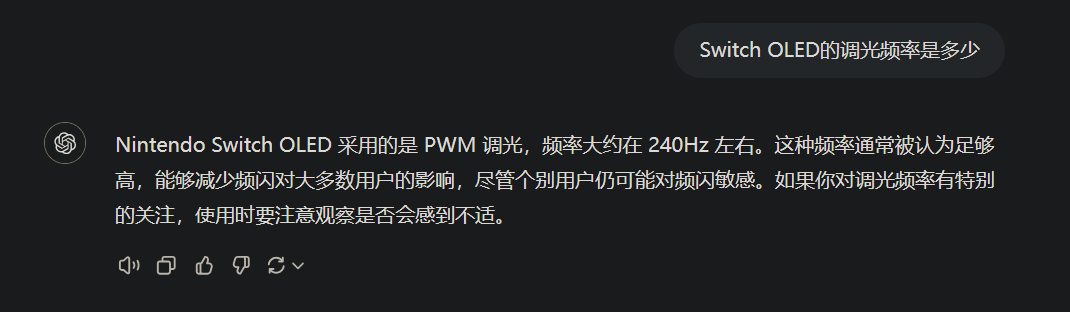 Switch OLED的调光频率是多少
Nintendo Switch OLED 采用的是 PWM 调光，频率大约在 240Hz 左右。这种频率通常被认为足够
高，能够减少频闪对大多数用户的影响，尽管个别用户仍可能对频闪敏感。如果你对调光频率有特别
的关注，使用时要注意观察是否会感到不适。